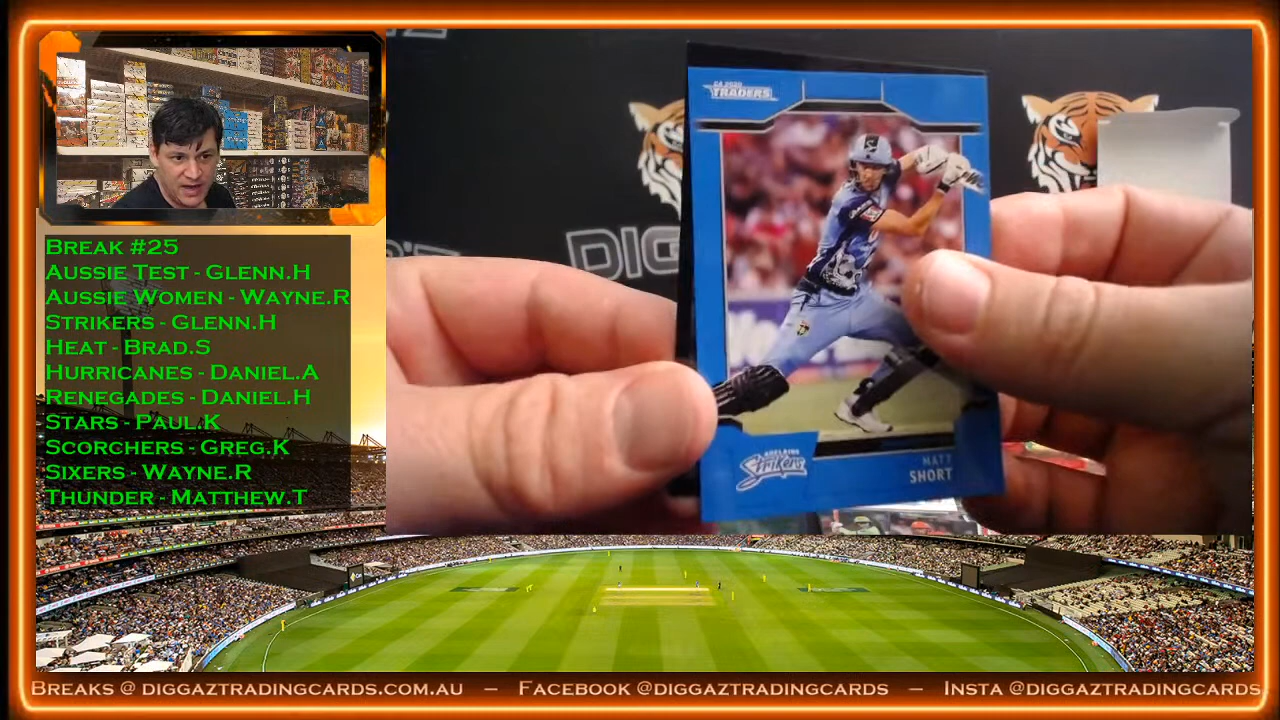 BREAK #25
AUSSIE TEST - GLENN.H
AUSSIE WOMEN - WAYNE.R
STRIKERS - GLENN.H
HEAT - BRAD.S
HURRICANES - DANIEL.A
RENEGADES - DANIEL.H
STARS - PAUL.K
SCORCHERS - GREG.K
SIXERS - WAYNE.R
THUNDER - MATTHEW.T
TRADERS
ADELAIDE
Strikers
MATT
SHORT
DIG
BREAKS @ DIGGAZTRADINGCARDS.COM.AU – FACEBOOK @DIGGAZTRADINGCARDS – INSTA @DIGGAZTRADINGCARDS